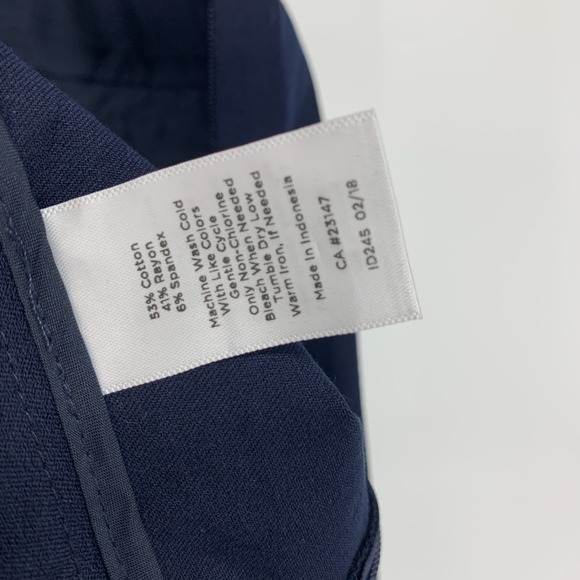 53% Cotton
41% Rayon
6% Spandex
Machine Wash Cold
With Like Colors
Gentle Cycle
Only Non-Chlorined
Bleach When Needed
Tumble Dry Low
Warm Iron, If Needed
Made In Indonesia
CA #23147
ID245 02/18